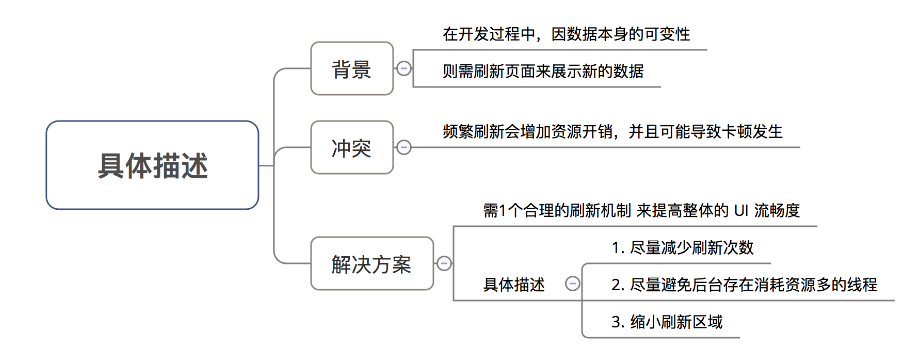 具体描述
背景
在开发过程中，因数据本身的可变性
则需刷新页面来展示新的数据
冲突
频繁刷新会增加资源开销，并且可能导致卡顿发生
解决方案
需1个合理的刷新机制 来提高整体的 UI 流畅度
具体描述
1. 尽量减少刷新次数
2. 尽量避免后台存在消耗资源多的线程
3. 缩小刷新区域